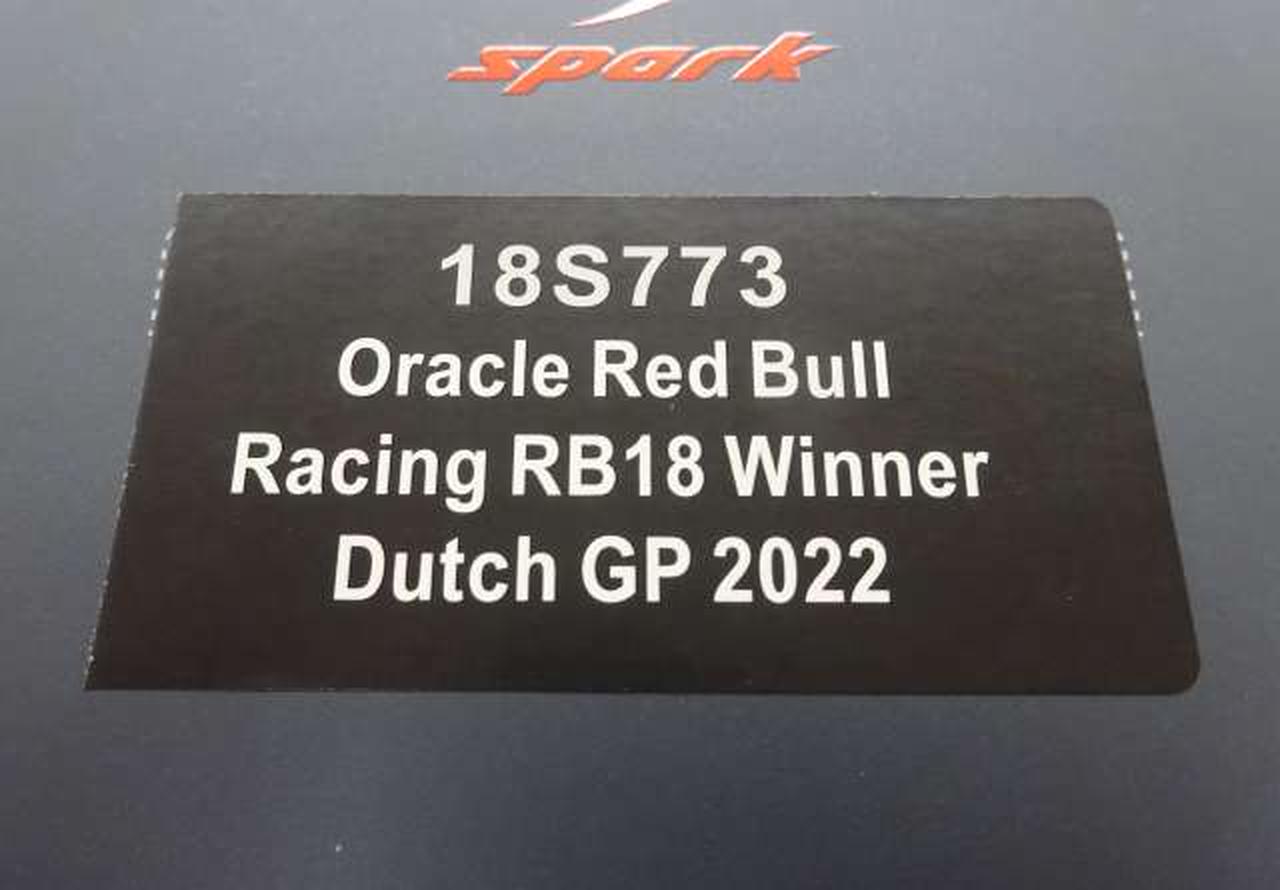 spark
18S773
Oracle Red Bull
Racing RB18 Winner
Dutch GP 2022